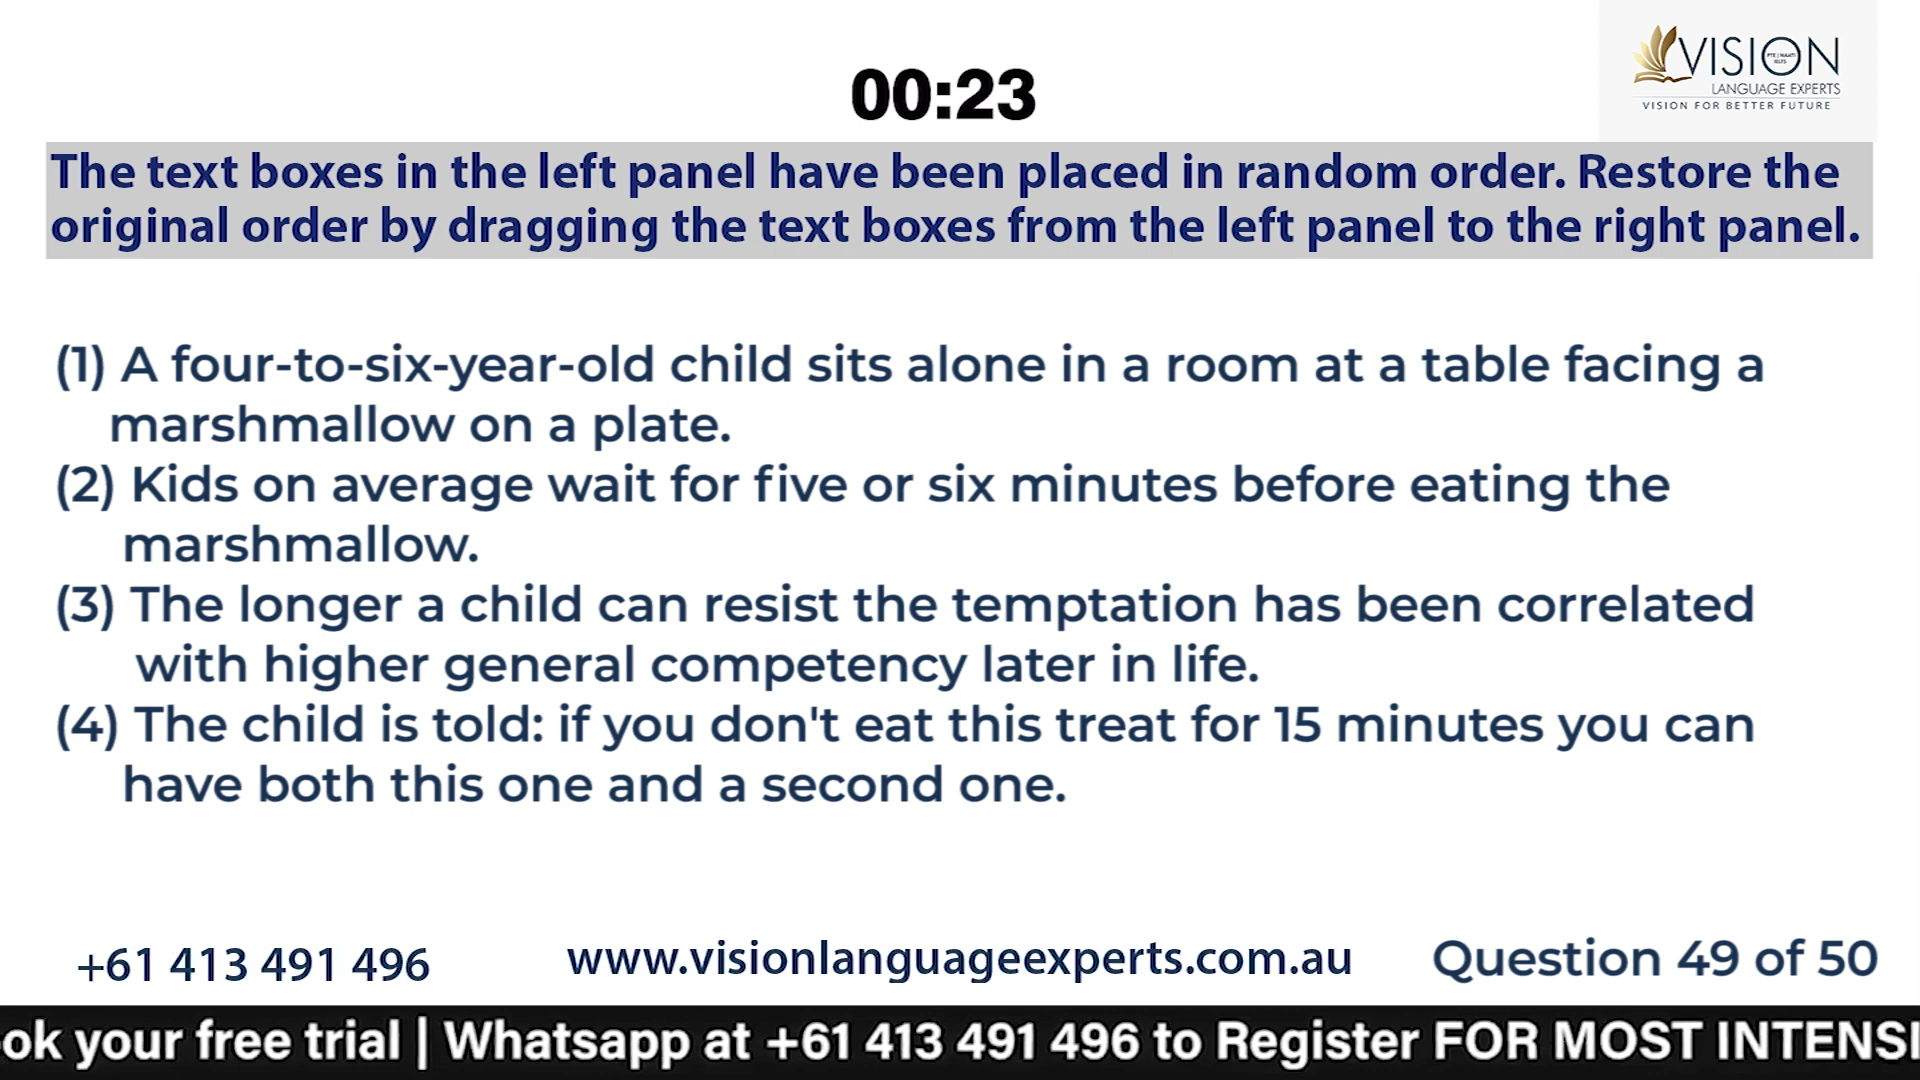 00:23
VISION
PTE | NAATI
IELTS
LANGUAGE EXPERTS
VISION FOR BETTER FUTURE
The text boxes in the left panel have been placed in random order. Restore the
original order by dragging the text boxes from the left panel to the right panel.
(1) A four-to-six-year-old child sits alone in a room at a table facing a
marshmallow on a plate.
(2) Kids on average wait for five or six minutes before eating the
marshmallow.
(3) The longer a child can resist the temptation has been correlated
with higher general competency later in life.
(4) The child is told: if you don't eat this treat for 15 minutes you can
have both this one and a second one.
+61 413 491 496
www.visionlanguageexperts.com.au
Question 49 of 50
ok your free trial | Whatsapp at +61 413 491 496 to Register FOR MOST INTENSI